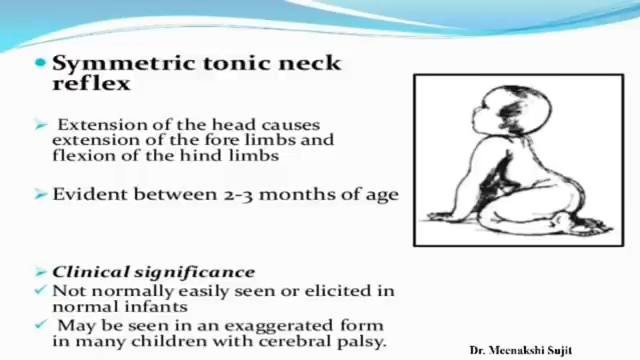 Symmetric tonic neck
reflex
Extension of the head causes
extension of the fore limbs and
flexion of the hind limbs
Evident between 2-3 months of age
Clinical significance
Not normally easily seen or elicited in
normal infants
May be seen in an exaggerated form
in many children with cerebral palsy.
Dr. Meenakshi Sujit